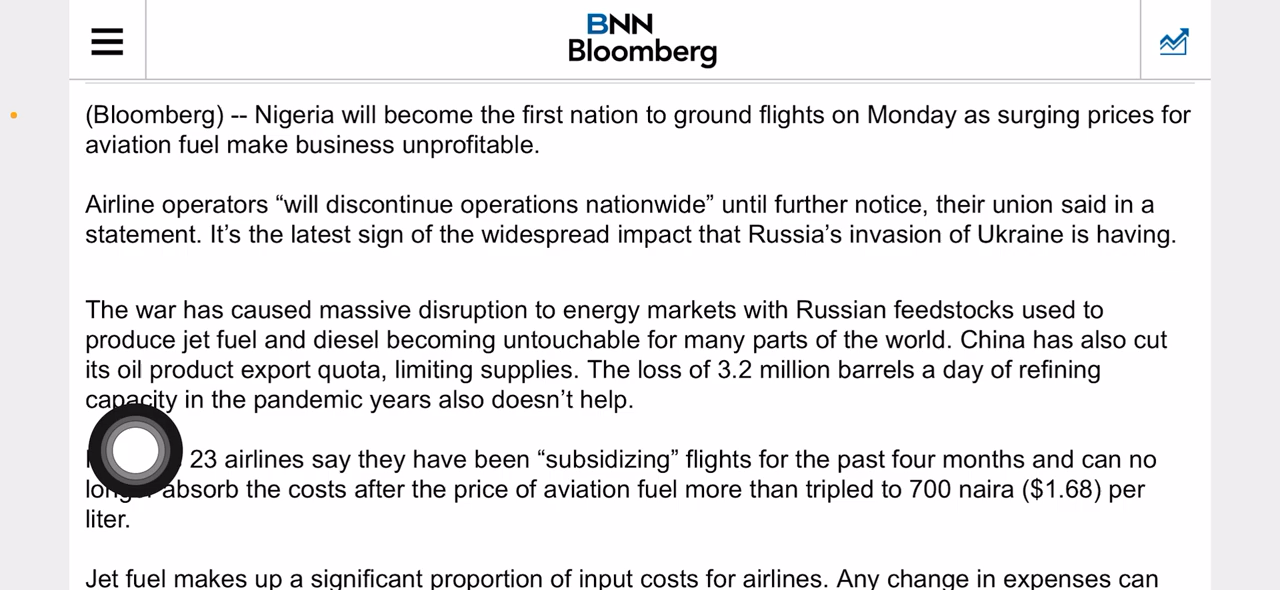 BNN
Bloomberg
(Bloomberg) -- Nigeria will become the first nation to ground flights on Monday as surging prices for
aviation fuel make business unprofitable.
Airline operators “will discontinue operations nationwide” until further notice, their union said in a
statement. It’s the latest sign of the widespread impact that Russia’s invasion of Ukraine is having.
The war has caused massive disruption to energy markets with Russian feedstocks used to
produce jet fuel and diesel becoming untouchable for many parts of the world. China has also cut
its oil product export quota, limiting supplies. The loss of 3.2 million barrels a day of refining
capacity in the pandemic years also doesn’t help.
23 airlines say they have been “subsidizing” flights for the past four months and can no
longer absorb the costs after the price of aviation fuel more than tripled to 700 naira ($1.68) per
liter.
Jet fuel makes up a significant proportion of input costs for airlines. Any change in expenses can